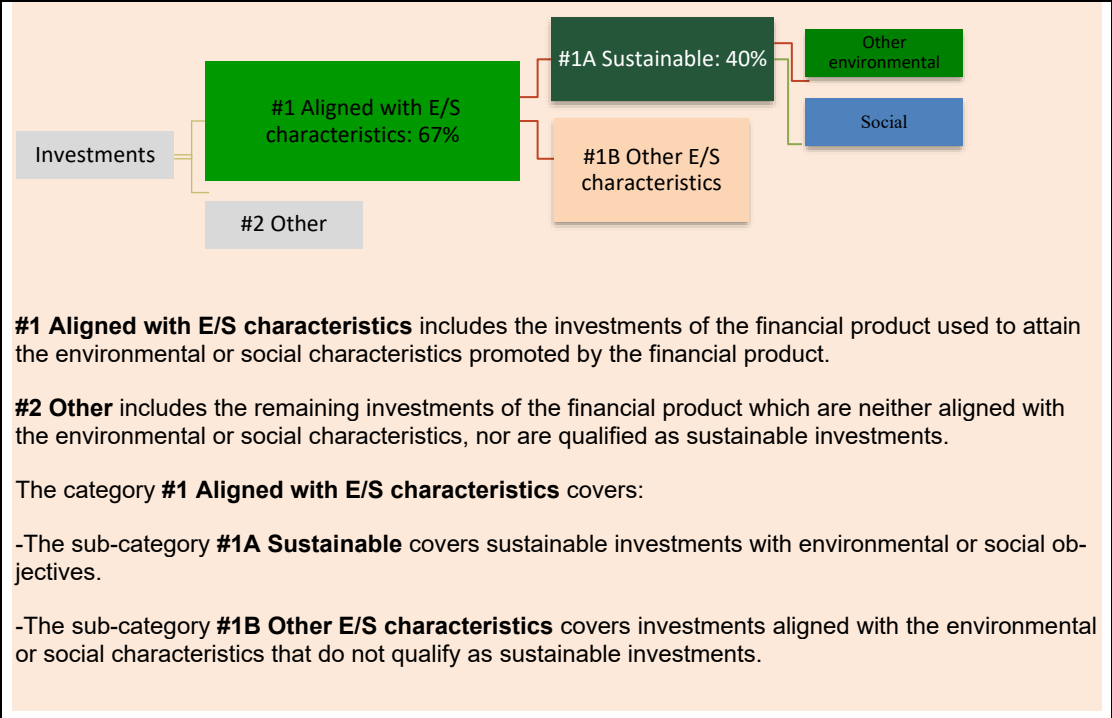 Investments
#1 Aligned with E/S
characteristics: 67%
#2 Other
#1A Sustainable: 40%
#1B Other E/S
characteristics
Other
environmental
Social
#1 Aligned with E/S characteristics includes the investments of the financial product used to attain
the environmental or social characteristics promoted by the financial product.
#2 Other includes the remaining investments of the financial product which are neither aligned with
the environmental or social characteristics, nor are qualified as sustainable investments.
The category #1 Aligned with E/S characteristics covers:
-The sub-category #1A Sustainable covers sustainable investments with environmental or social ob-
jectives.
-The sub-category #1B Other E/S characteristics covers investments aligned with the environmental
or social characteristics that do not qualify as sustainable investments.